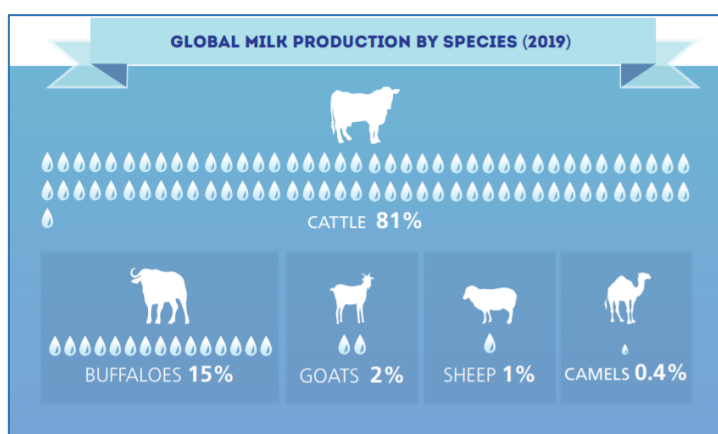 GLOBAL MILK PRODUCTION BY SPECIES (2019)
CATTLE 81%
BUFFALOES 15%
GOATS 2%
SHEEP 1%
CAMELS 0.4%